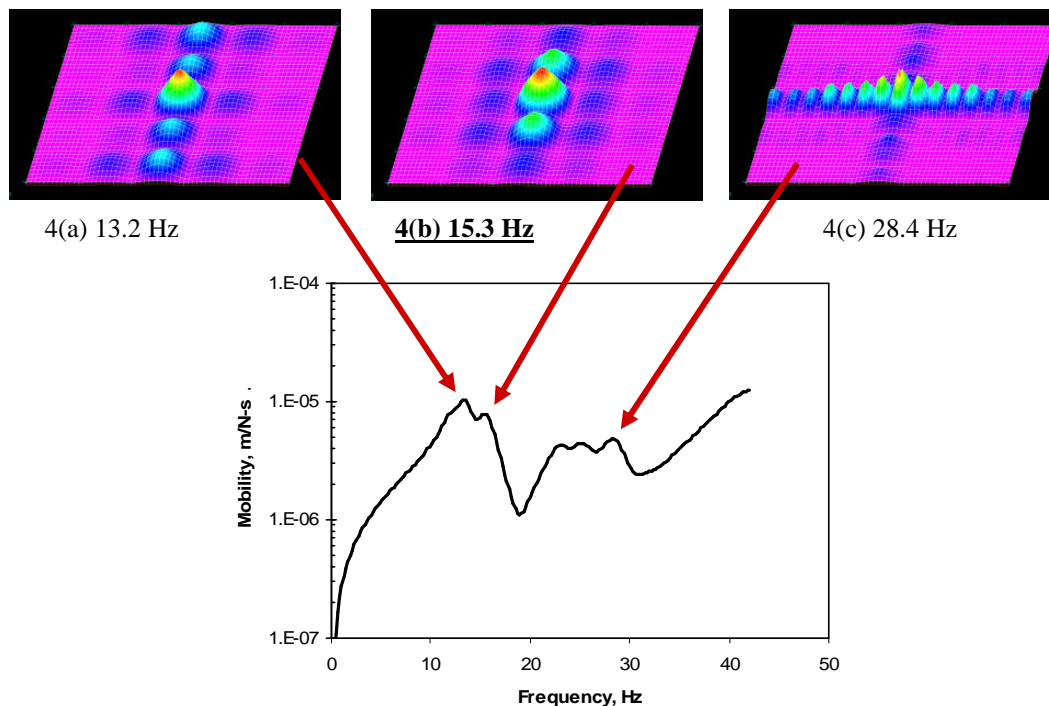 4(a) 13.2 Hz
4(b) 15.3 Hz
4(c) 28.4 Hz
1.E-04
1.E-05
1.E-06
1.E-07
Mobility, m/N-s .
0 10 20 30 40 50
Frequency, Hz